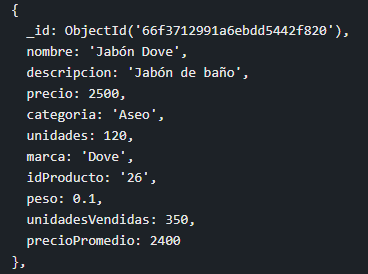 {
_id: ObjectId('66f3712991a6ebdd5442f820'),
nombre: 'Jabón Dove',
descripcion: 'Jabón de baño',
precio: 2500,
categoria: 'Aseo',
unidades: 120,
marca: 'Dove',
idProducto: '26',
peso: 0.1,
unidadesVendidas: 350,
precioPromedio: 2400
},